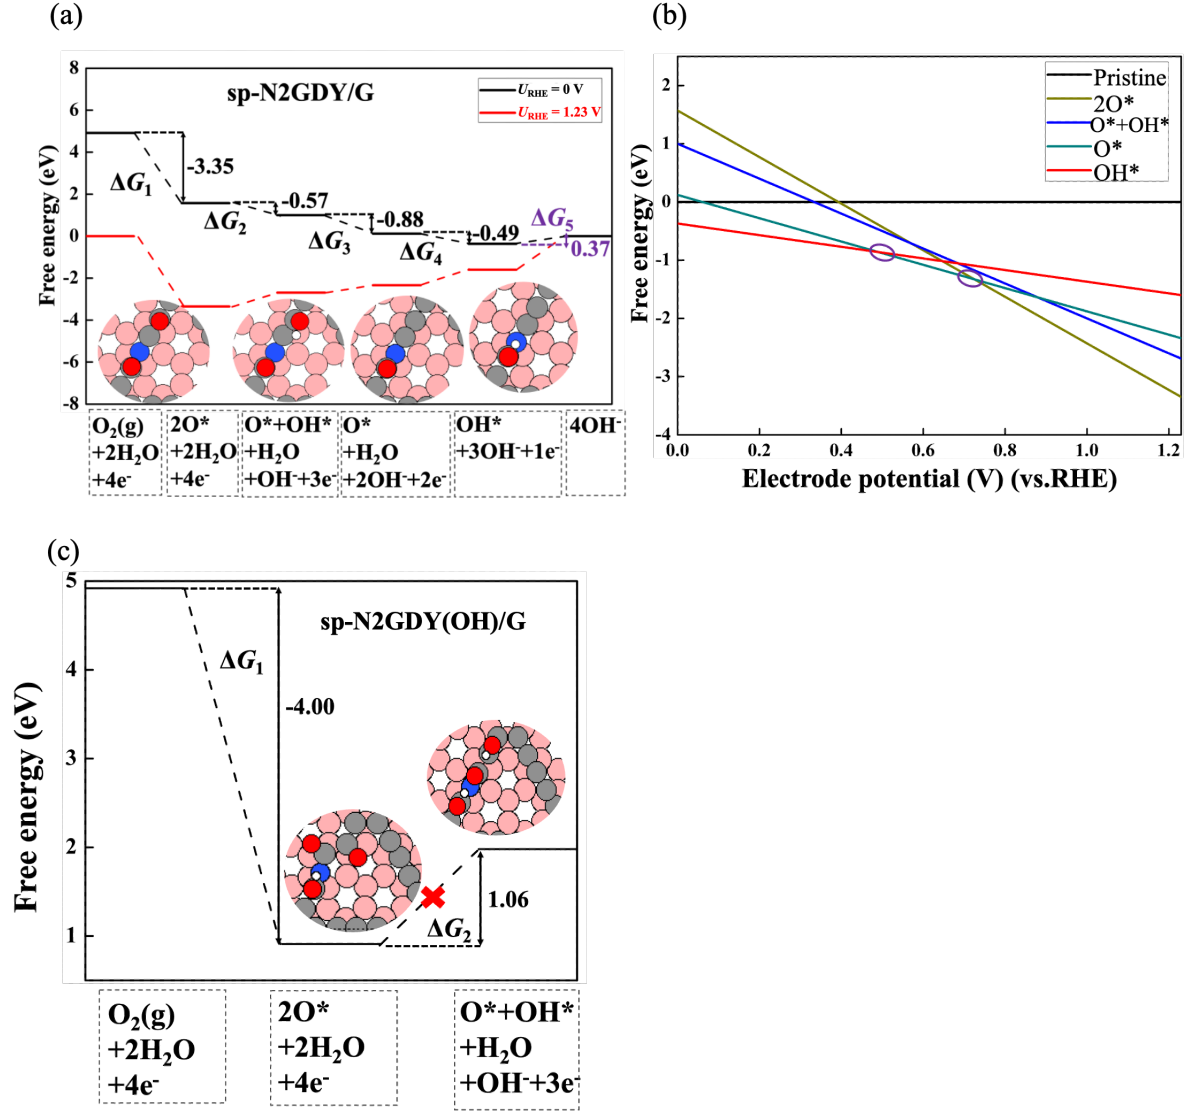 (a)
sp-N2GDY/G
U_RHE = 0 V
U_RHE = 1.23 V
Free energy (eV)
8
6
4
2
0
-2
-4
-6
-8
ΔG₁
-3.35
ΔG₂
-0.57
ΔG₃
-0.88
ΔG₄
-0.49
ΔG₅
0.37
O₂(g)
+2H₂O
+4e⁻
2O*
+2H₂O
+4e⁻
O*+OH*
+H₂O
+OH⁻+3e⁻
O*
+H₂O
+2OH⁻+2e⁻
OH*
+3OH⁻+1e⁻
4OH⁻
(b)
Pristine
2O*
O*+OH*
O*
OH*
Free energy (eV)
2
1
0
-1
-2
-3
-4
0.0 0.2 0.4 0.6 0.8 1.0 1.2
Electrode potential (V) (vs.RHE)
(c)
sp-N2GDY(OH)/G
Free energy (eV)
5
4
3
2
1
ΔG₁
-4.00
ΔG₂
1.06
O₂(g)
+2H₂O
+4e⁻
2O*
+2H₂O
+4e⁻
O*+OH*
+H₂O
+OH⁻+3e⁻